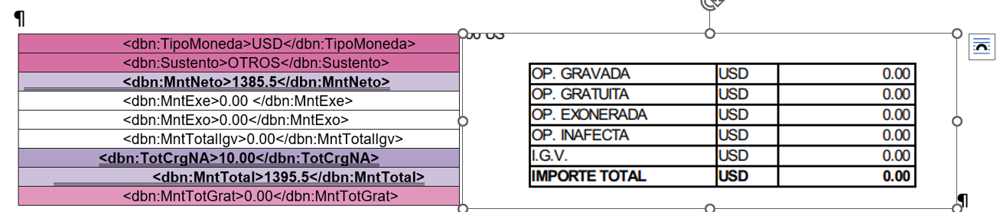 ¶
<dbn:TipoMoneda>USD</dbn:TipoMoneda>
<dbn:Sustento>OTROS</dbn:Sustento>
<dbn:MntNeto>1385.5</dbn:MntNeto>
<dbn:MntExe>0.00 </dbn:MntExe>
<dbn:MntExo>0.00</dbn:MntExo>
<dbn:MntTotalIgv>0.00</dbn:MntTotalIgv>
<dbn:TotCrgNA>10.00</dbn:TotCrgNA>
<dbn:MntTotal>1395.5</dbn:MntTotal>
<dbn:MntTotGrat>0.00</dbn:MntTotGrat>
OP. GRAVADA USD 0.00
OP. GRATUITA USD 0.00
OP. EXONERADA USD 0.00
OP. INAFECTA USD 0.00
I.G.V. USD 0.00
IMPORTE TOTAL USD 0.00
¶